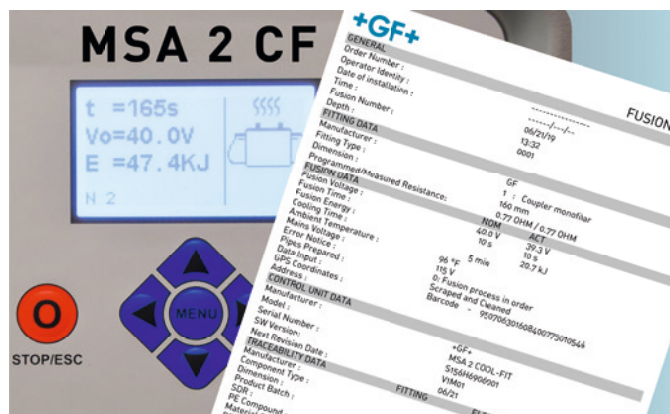 MSA 2 CF
t =165s
Vo=40.0V
E =47.4KJ
N 2
MENU
STOP/ESC
+GF+
FUSION
GENERAL
Order Number :
Operator Identity : ---------------
Date of installation : ------/---/--
Time : 06/21/19
Fusion Number : 13:32
Depth : 0001
FITTING DATA
Manufacturer : GF
Fitting Type : 1 : Coupler monofilar
Dimension : 160 mm
Programmed/Measured Resistance: 0.77 OHM / 0.77 OHM
FUSION DATA NOM ACT
Fusion Voltage : 40.0 V 39.3 V
Fusion Time : 10 s 10 s
Fusion Energy : 20.7 kJ
Cooling Time : 5 min
Ambient Temperature : 96 °F
Mains Voltage : 115 V
Error Notice : 0: Fusion process in order
Pipes Prepared : Scraped and Cleaned
Data Input : Barcode - 950706301608400773010546
GPS Coordinates :
Address :
CONTROL UNIT DATA
Manufacturer : +GF+
Model : MSA 2 COOL-FIT
Serial Number : S156H6906001
SW Version: V1M01
Next Revision Date : 06/21
TRACEABILITY DATA FITTING
Manufacturer :
Component Type :
Dimension :
Product Batch :
SDR :
PE Compound :